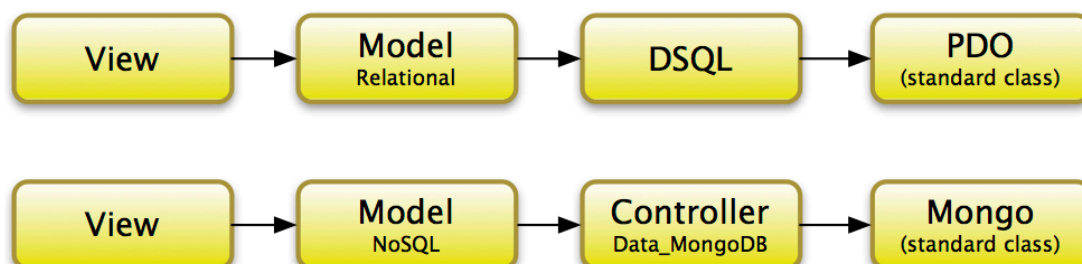 View
Model
Relational
DSQL
PDO
(standard class)
View
Model
NoSQL
Controller
Data_MongoDB
Mongo
(standard class)